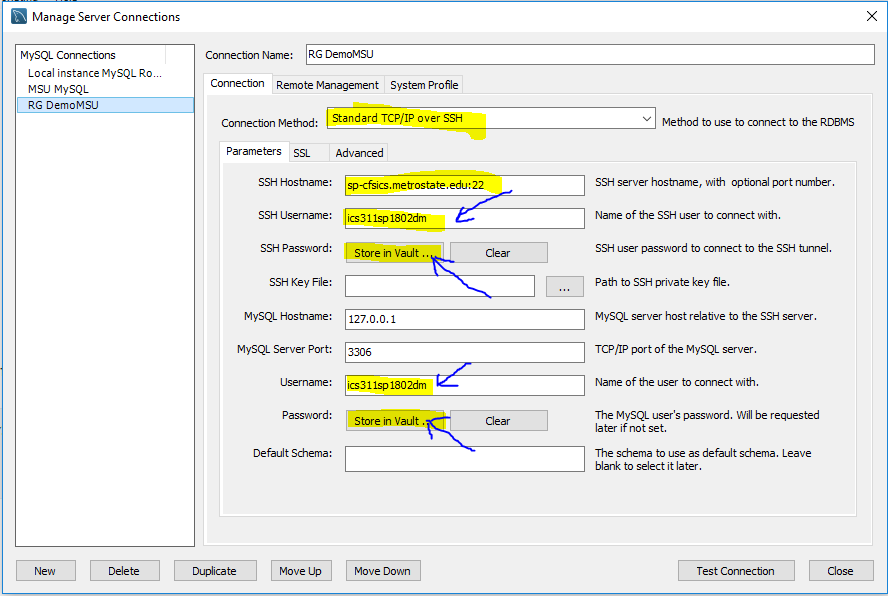 Manage Server Connections
MySQL Connections
Local instance MySQL Ro...
MSU MySQL
RG DemoMSU
Connection Name: RG DemoMSU
Connection Remote Management System Profile
Connection Method: Standard TCP/IP over SSH Method to use to connect to the RDBMS
Parameters SSL Advanced
SSH Hostname: sp-cfsics.metrostate.edu:22 SSH server hostname, with optional port number.
SSH Username: ics311sp1802dm Name of the SSH user to connect with.
SSH Password: Store in Vault ... Clear SSH user password to connect to the SSH tunnel.
SSH Key File: ... Path to SSH private key file.
MySQL Hostname: 127.0.0.1 MySQL server host relative to the SSH server.
MySQL Server Port: 3306 TCP/IP port of the MySQL server.
Username: ics311sp1802dm Name of the user to connect with.
Password: Store in Vault .. Clear The MySQL user's password. Will be requested
later if not set.
Default Schema: The schema to use as default schema. Leave
blank to select it later.
New Delete Duplicate Move Up Move Down Test Connection Close